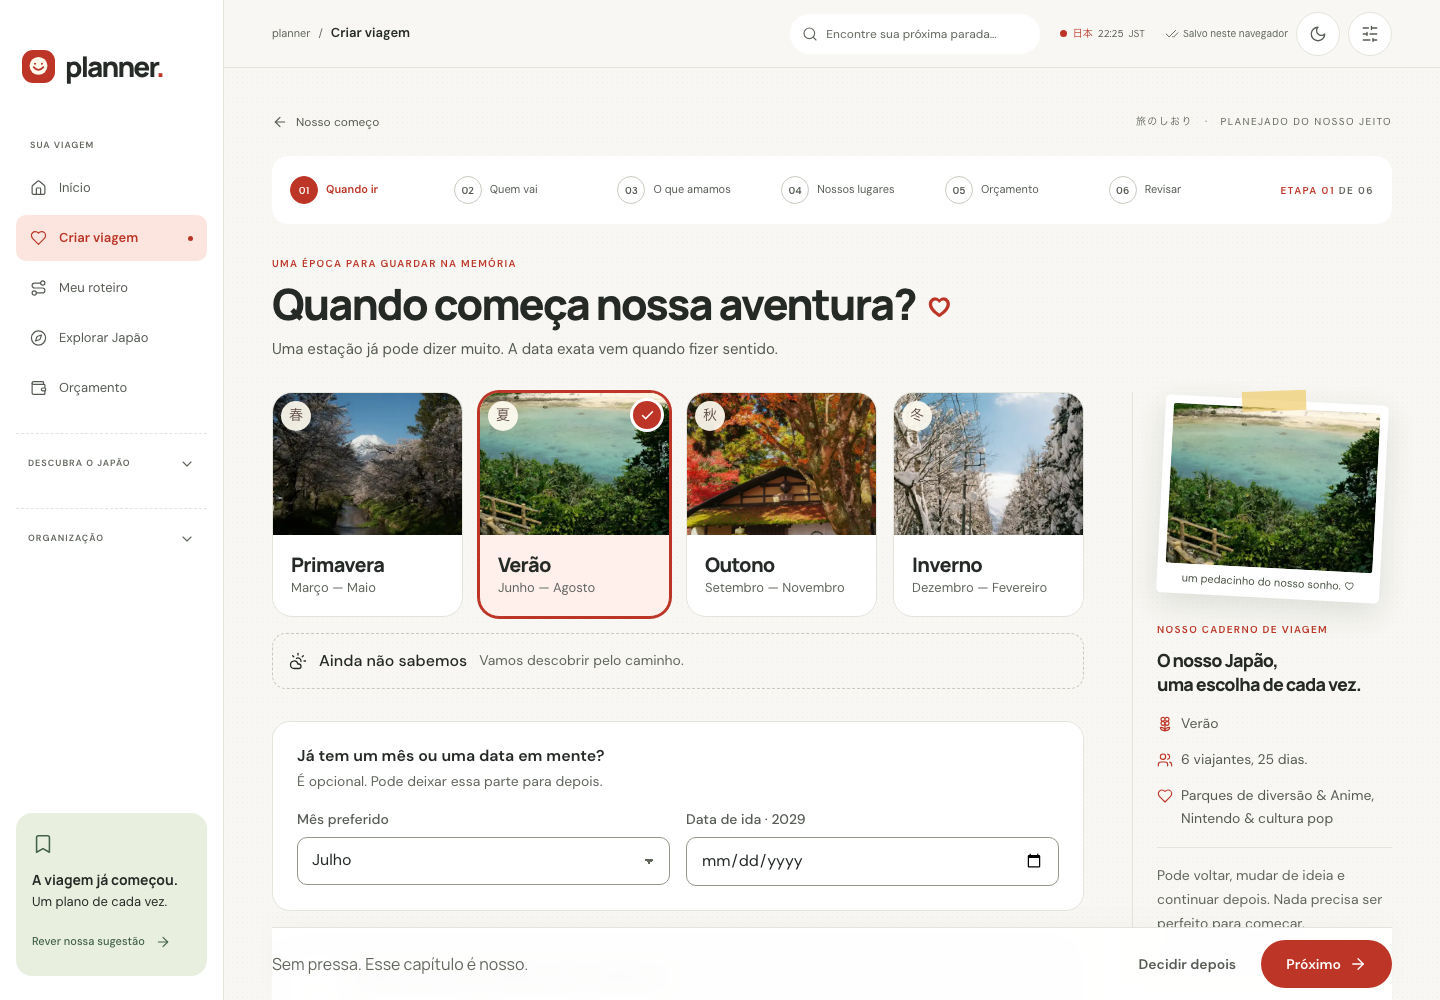 planner.
SUA VIAGEM
Início
Criar viagem
Meu roteiro
Explorar Japão
Orçamento
DESCUBRA O JAPÃO
ORGANIZAÇÃO
A viagem já começou.
Um plano de cada vez.
Rever nossa sugestão
planner / Criar viagem
Encontre sua próxima parada...
日本 22:25 JST
Salvo neste navegador
Nosso começo
旅のしおり · PLANEJADO DO NOSSO JEITO
01 Quando ir
02 Quem vai
03 O que amamos
04 Nossos lugares
05 Orçamento
06 Revisar
ETAPA 01 DE 06
UMA ÉPOCA PARA GUARDAR NA MEMÓRIA
Quando começa nossa aventura?
Uma estação já pode dizer muito. A data exata vem quando fizer sentido.
春
Primavera
Março — Maio
夏
Verão
Junho — Agosto
秋
Outono
Setembro — Novembro
冬
Inverno
Dezembro — Fevereiro
Ainda não sabemos Vamos descobrir pelo caminho.
Já tem um mês ou uma data em mente?
É opcional. Pode deixar essa parte para depois.
Mês preferido
Julho
Data de ida · 2029
mm/dd/yyyy
um pedacinho do nosso sonho.
NOSSO CADERNO DE VIAGEM
O nosso Japão,
uma escolha de cada vez.
Verão
6 viajantes, 25 dias.
Parques de diversão & Anime,
Nintendo & cultura pop
Pode voltar, mudar de ideia e
continuar depois. Nada precisa ser
perfeito para começar.
Sem pressa. Esse capítulo é nosso.
Decidir depois
Próximo